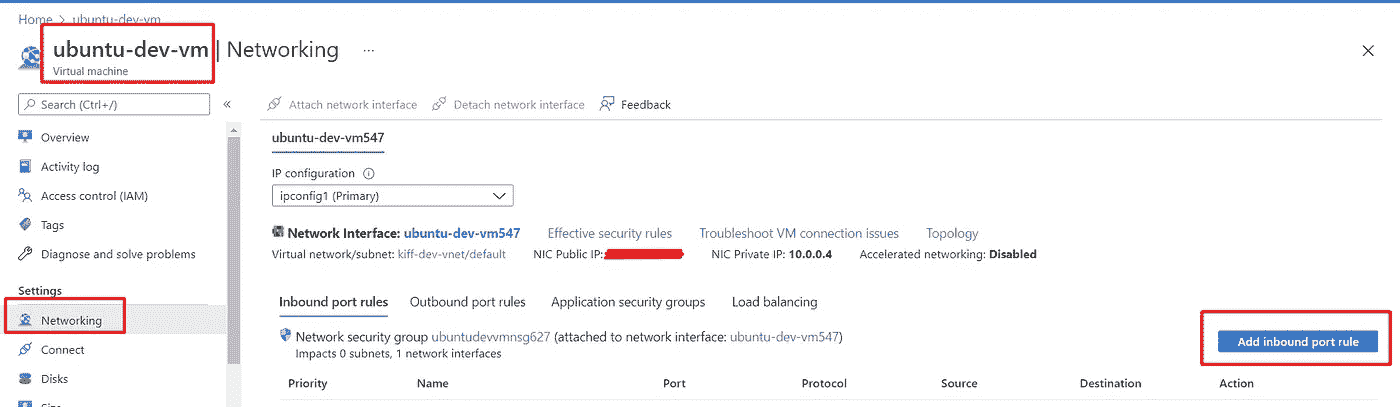 Home > ubuntu-dev-vm
ubuntu-dev-vm | Networking ...
Virtual machine
Search (Ctrl+/) «
Overview
Activity log
Access control (IAM)
Tags
Diagnose and solve problems
Settings
Networking
Connect
Disks
Size
Attach network interface Detach network interface Feedback
ubuntu-dev-vm547
IP configuration
ipconfig1 (Primary)
Network Interface: ubuntu-dev-vm547 Effective security rules Troubleshoot VM connection issues Topology
Virtual network/subnet: kiff-dev-vnet/default NIC Public IP: NIC Private IP: 10.0.0.4 Accelerated networking: Disabled
Inbound port rules Outbound port rules Application security groups Load balancing
Network security group ubuntudevvmnsg627 (attached to network interface: ubuntu-dev-vm547)
Impacts 0 subnets, 1 network interfaces
Add inbound port rule
Priority Name Port Protocol Source Destination Action